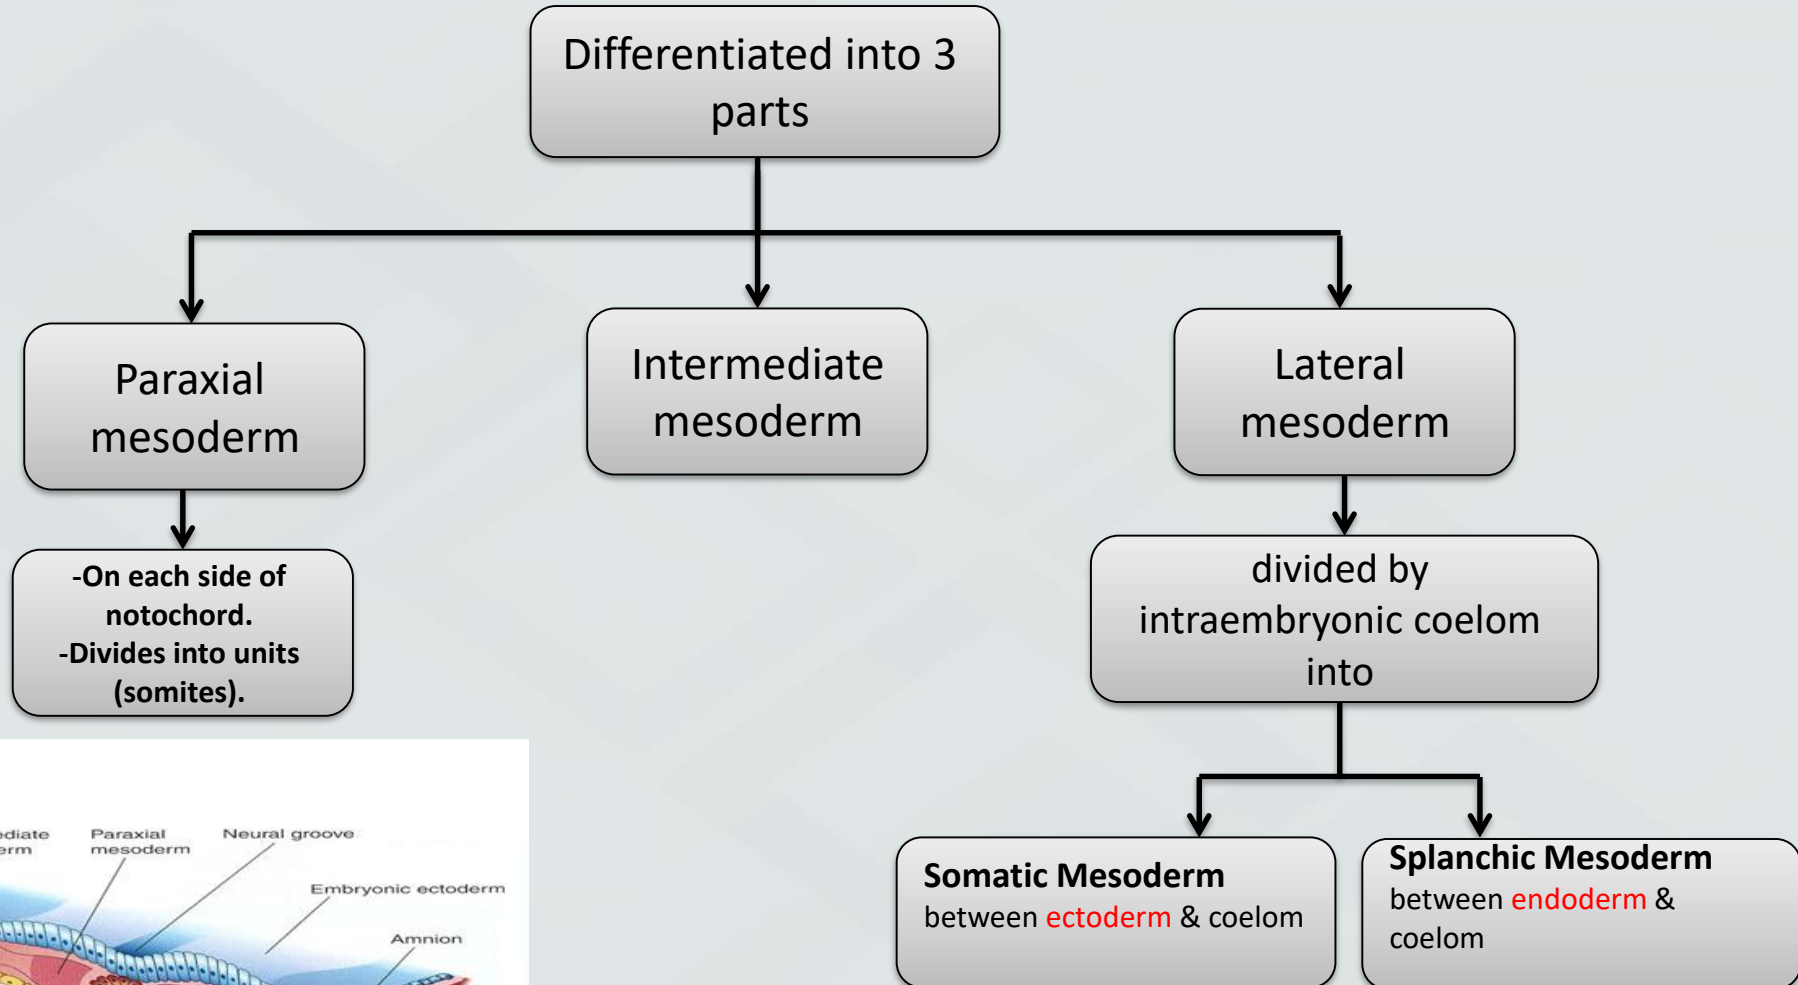 Differentiated into 3
parts
Paraxial
mesoderm
Intermediate
mesoderm
Lateral
mesoderm
-On each side of
notochord.
-Divides into units
(somites).
divided by
intraembryonic coelom
into
Somatic Mesoderm
between ectoderm & coelom
Splanchic Mesoderm
between endoderm &
coelom
Paraxial
mesoderm
Neural groove
Embryonic ectoderm
Amnion